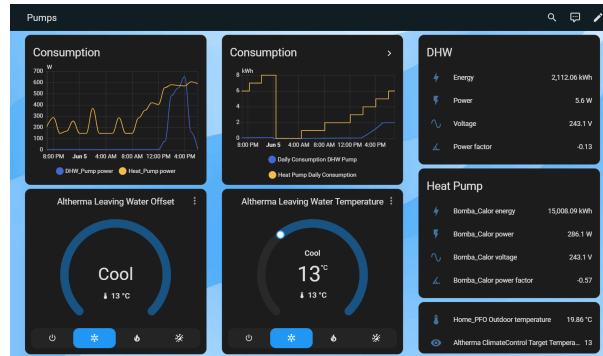 Pumps
Consumption
W
700
600
500
400
300
200
100
0
8:00 PM Jun 5 4:00 AM 8:00 AM 12:00 PM 4:00 PM
DHW_Pump power Heat_Pump power
Consumption
kWh
8
6
4
2
0
8:00 PM Jun 5 4:00 AM 8:00 AM 12:00 PM 4:00 PM
Daily Consumption DHW Pump
Heat Pump Daily Consumption
DHW
Energy 2,112.06 kWh
Power 5.6 W
Voltage 243.1 V
Power factor -0.13
Altherma Leaving Water Offset
Cool
13 °C
Altherma Leaving Water Temperature
Cool
13 °C
13 °C
Heat Pump
Bomba_Calor energy 15,008.09 kWh
Bomba_Calor power 286.1 W
Bomba_Calor voltage 243.1 V
Bomba_Calor power factor -0.57
Home_PFO Outdoor temperature 19.86 °C
Altherma ClimateControl Target Tempera... 13